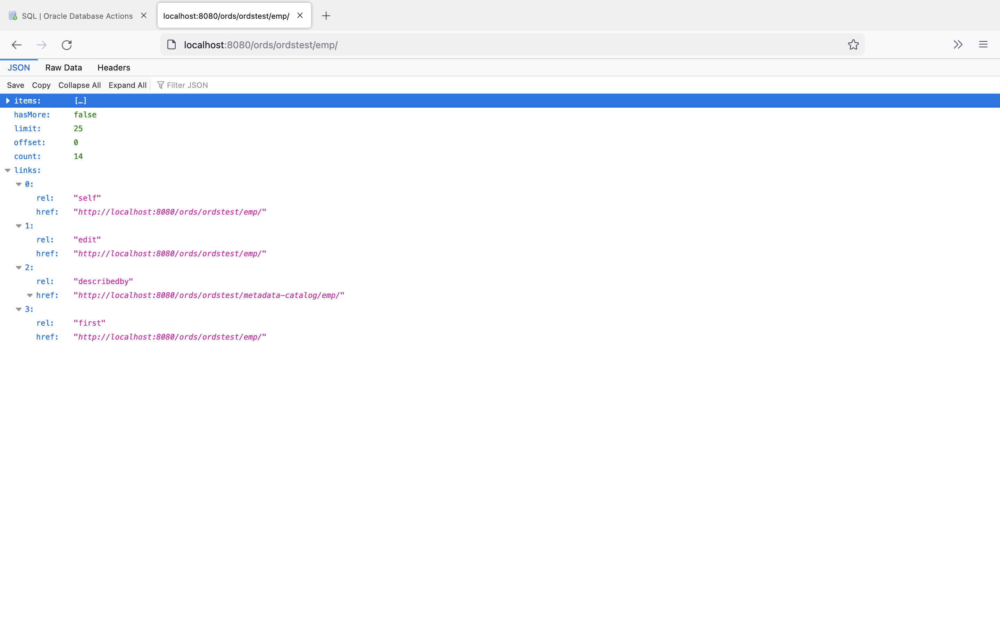 SQL | Oracle Database Actions
localhost:8080/ords/ordstest/emp/
localhost:8080/ords/ordstest/emp/
JSON Raw Data Headers
Save Copy Collapse All Expand All Filter JSON
items: […]
hasMore: false
limit: 25
offset: 0
count: 14
links:
0:
rel: "self"
href: "http://localhost:8080/ords/ordstest/emp/"
1:
rel: "edit"
href: "http://localhost:8080/ords/ordstest/emp/"
2:
rel: "describedby"
href: "http://localhost:8080/ords/ordstest/metadata-catalog/emp/"
3:
rel: "first"
href: "http://localhost:8080/ords/ordstest/emp/"